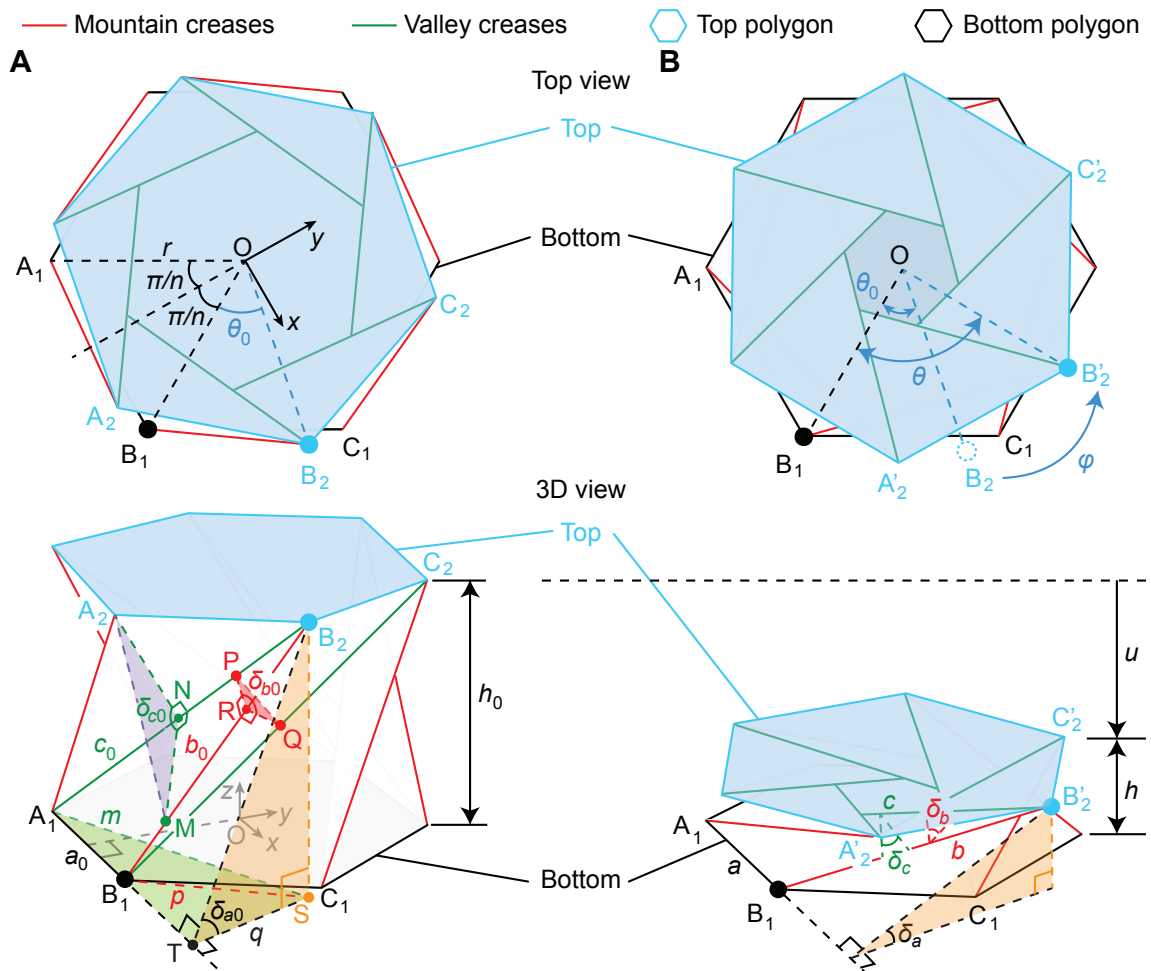 Mountain creases
Valley creases
Top polygon
Bottom polygon
A
B
Top view
Top
Bottom
A₁
r
O
y
π/n
π/n
θ₀
x
C₂
A₂
B₁
B₂
C₁
C′₂
A₁
O
θ₀
θ
B′₂
B₁
C₁
A′₂
B₂
φ
3D view
Top
C₂
A₂
B₂
P
δb0
N
δc0
R
Q
h₀
c₀
b₀
z
y
A₁
m
M
O
x
a₀
B₁
p
S
C₁
Bottom
T
δa0
q
u
C′₂
h
B′₂
c
δb
A₁
A′₂
δc
b
a
B₁
C₁
δa